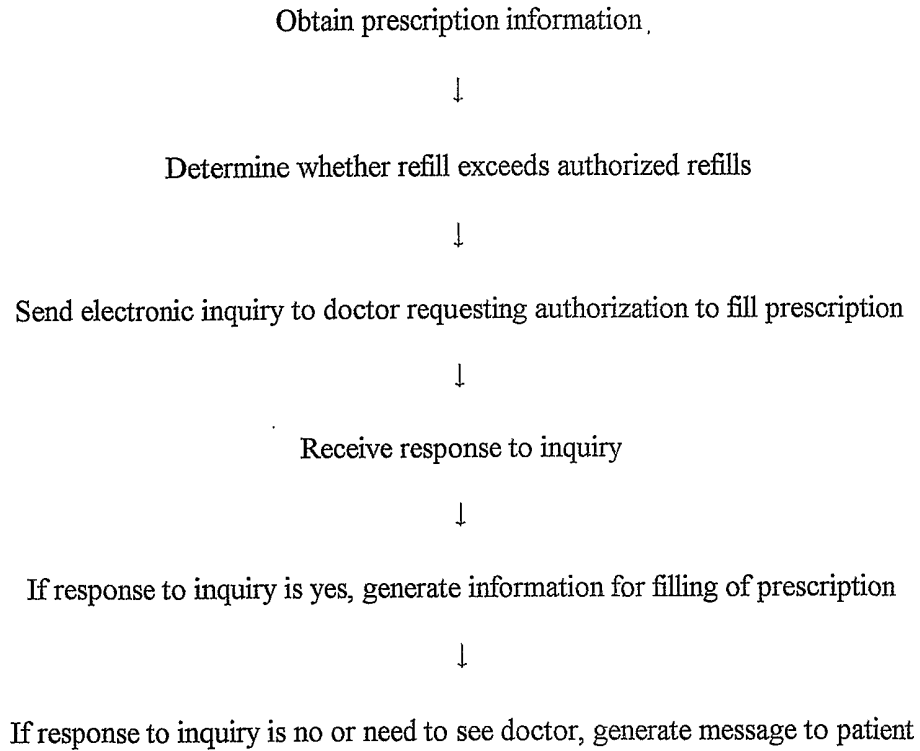 Obtain prescription information
↓
Determine whether refill exceeds authorized refills
↓
Send electronic inquiry to doctor requesting authorization to fill prescription
↓
Receive response to inquiry
↓
If response to inquiry is yes, generate information for filling of prescription
↓
If response to inquiry is no or need to see doctor, generate message to patient